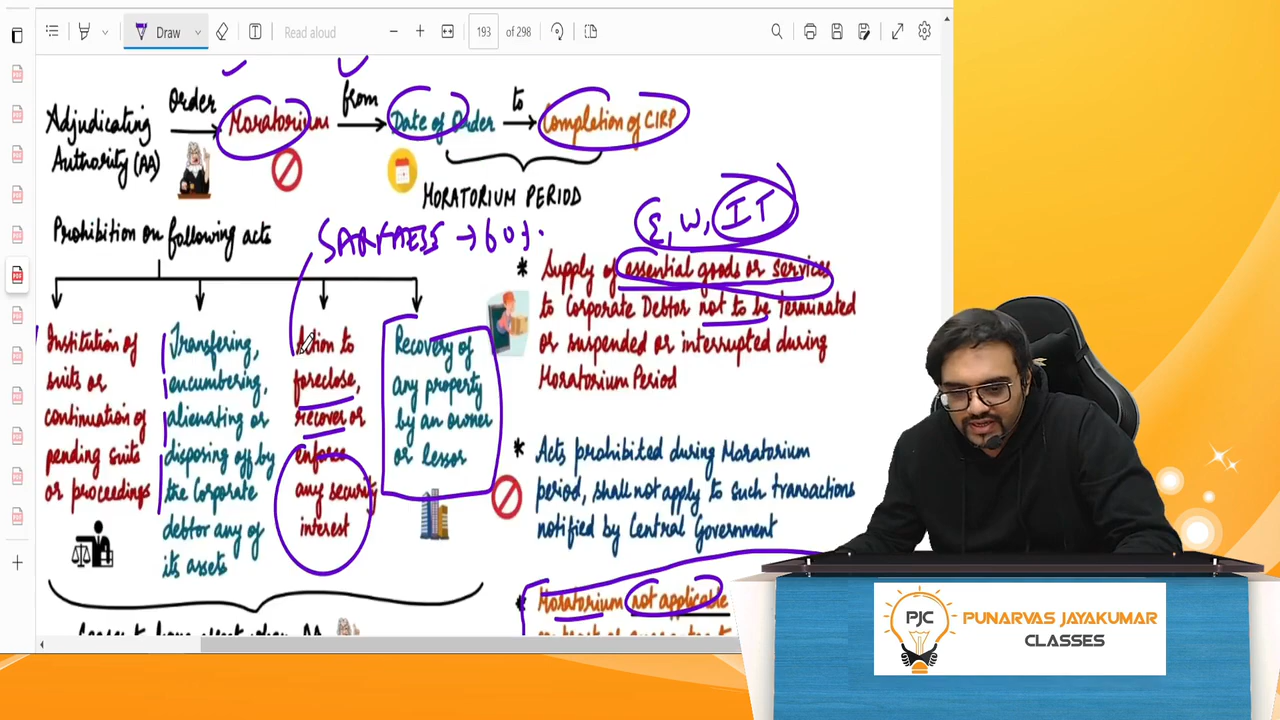 Draw
Read aloud
193
of 298
Adjudicating
Authority (AA)
Order
Moratorium
from
Date of Order
to
Completion of CIRP
MORATORIUM PERIOD
Prohibition on following acts
SARFAESI → 60 d.
E, W, IT
Institution of
suits or
continuation of
pending suits
or proceedings
Transfering,
encumbering,
alienating or
disposing off by
the Corporate
debtor any of
its assets
Action to
foreclose,
recover or
enforce
any security
interest
Recovery of
any property
by an owner
or lessor
* Supply of essential goods or services
to Corporate Debtor not to be terminated
or suspended or interrupted during
Moratorium Period
* Acts prohibited during Moratorium
period, shall not apply to such transactions
notified by Central Government
* Moratorium not applicable
PJC
PUNARVAS JAYAKUMAR
CLASSES